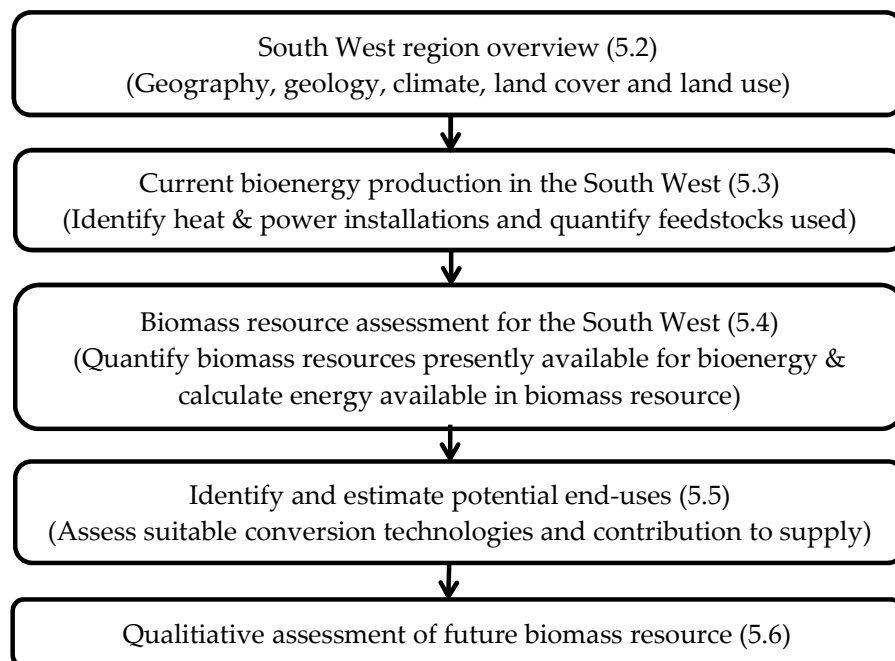 South West region overview (5.2)
(Geography, geology, climate, land cover and land use)
Current bioenergy production in the South West (5.3)
(Identify heat & power installations and quantify feedstocks used)
Biomass resource assessment for the South West (5.4)
(Quantify biomass resources presently available for bioenergy &
calculate energy available in biomass resource)
Identify and estimate potential end-uses (5.5)
(Assess suitable conversion technologies and contribution to supply)
Qualitiative assessment of future biomass resource (5.6)